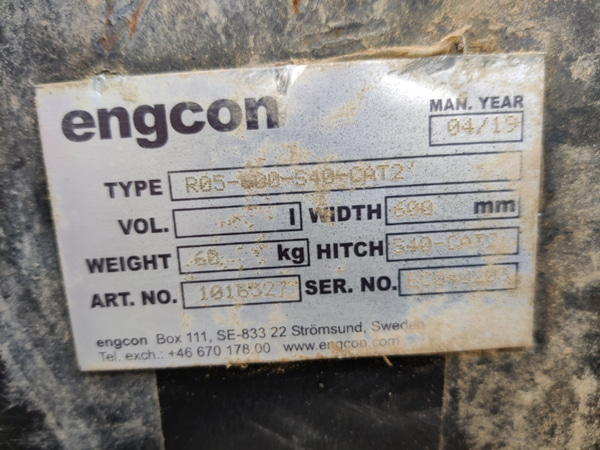 engcon
MAN. YEAR
04/19
TYPE R05-600-S40-CAT2
VOL. l WIDTH 600 mm
WEIGHT 60 kg HITCH S40-CAT2
ART. NO. 1016327 SER. NO.
engcon Box 111, SE-833 22 Strömsund, Sweden
Tel. exch.: +46 670 178 00 www.engcon.com